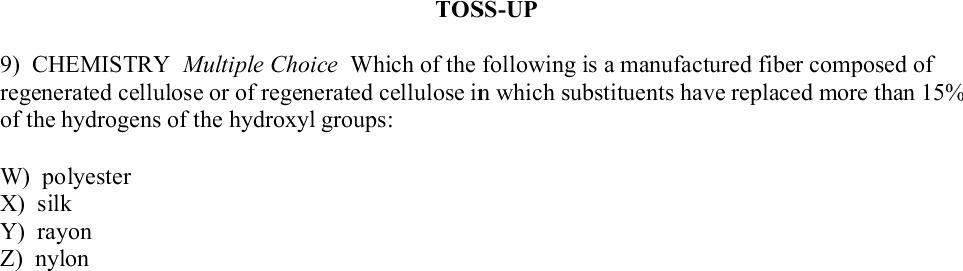 TOSS-UP
9) CHEMISTRY Multiple Choice Which of the following is a manufactured fiber composed of
regenerated cellulose or of regenerated cellulose in which substituents have replaced more than 15%
of the hydrogens of the hydroxyl groups:
W) polyester
X) silk
Y) rayon
Z) nylon